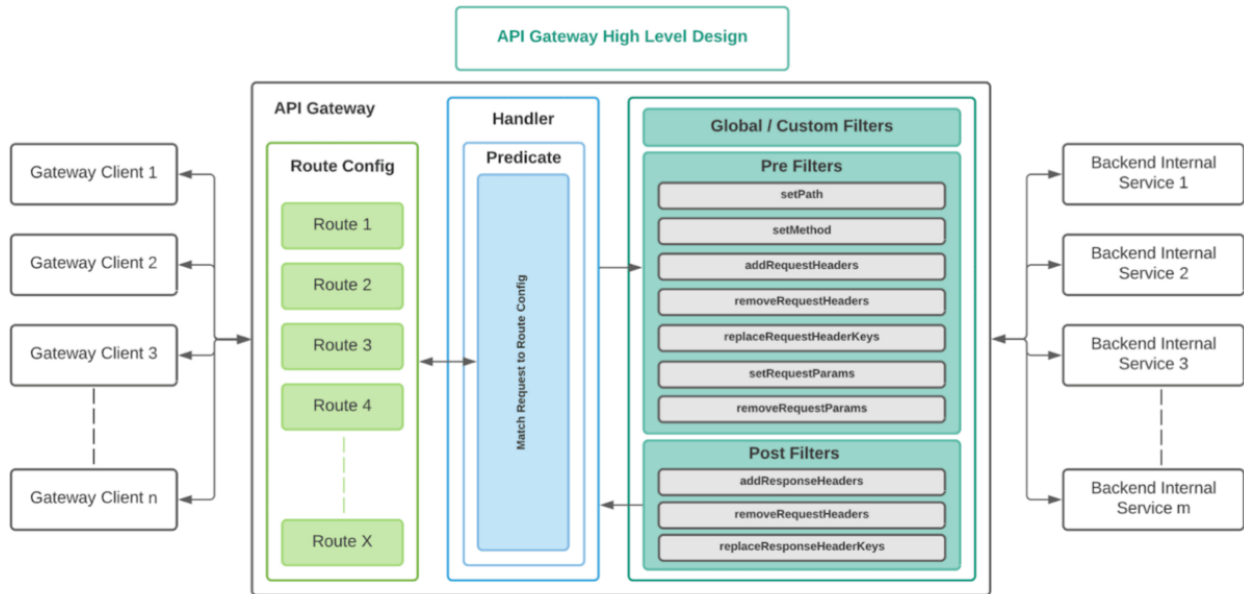 API Gateway High Level Design
API Gateway
Handler
Global / Custom Filters
Gateway Client 1
Gateway Client 2
Gateway Client 3
Gateway Client n
Route Config
Route 1
Route 2
Route 3
Route 4
Route X
Predicate
Match Request to Route Config
Pre Filters
setPath
setMethod
addRequestHeaders
removeRequestHeaders
replaceRequestHeaderKeys
setRequestParams
removeRequestParams
Post Filters
addResponseHeaders
removeRequestHeaders
replaceResponseHeaderKeys
Backend Internal
Service 1
Backend Internal
Service 2
Backend Internal
Service 3
Backend Internal
Service m